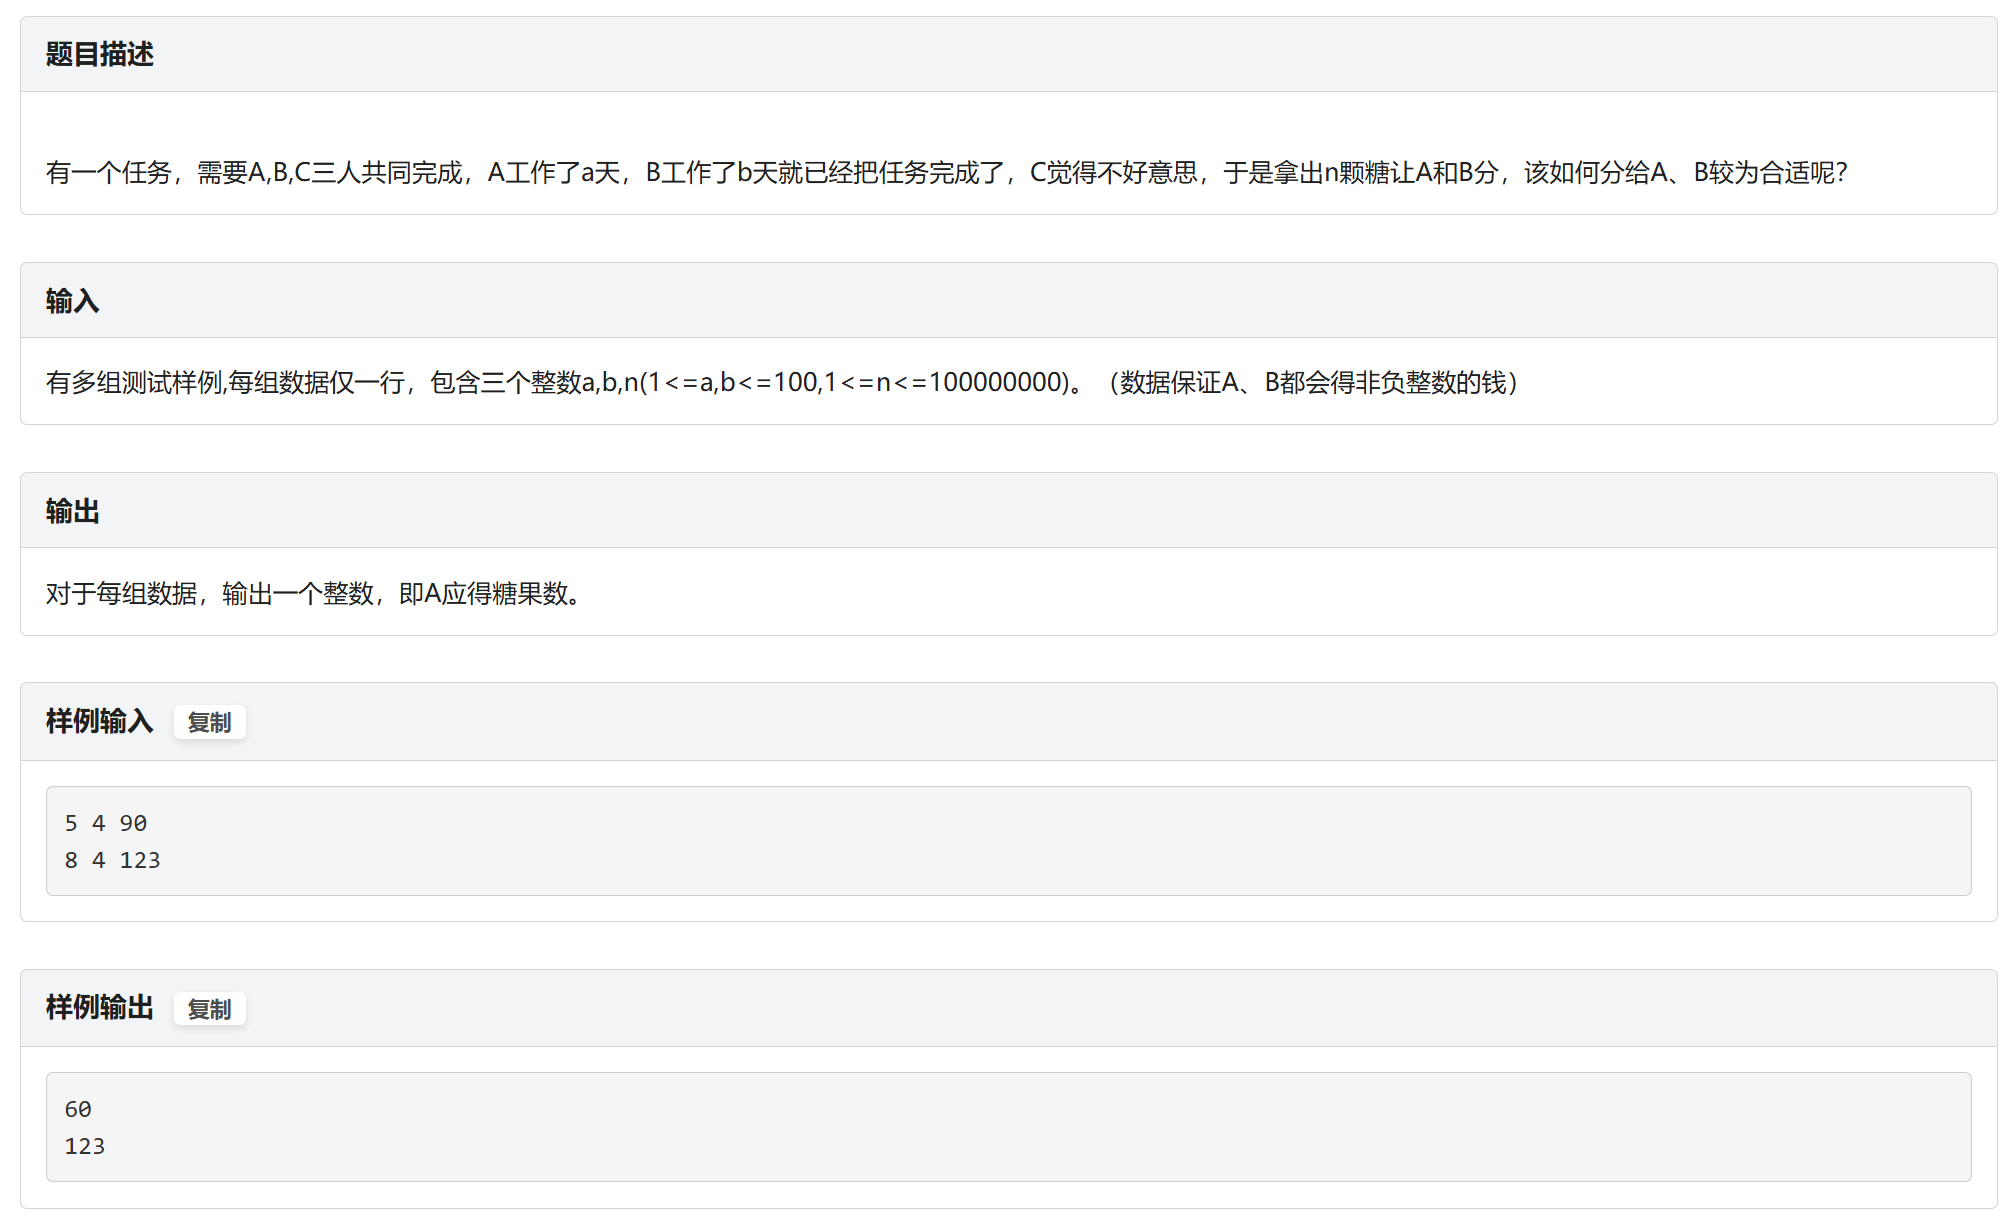 题目描述
有一个任务，需要A,B,C三人共同完成，A工作了a天，B工作了b天就已经把任务完成了，C觉得不好意思，于是拿出n颗糖让A和B分，该如何分给A、B较为合适呢？
输入
有多组测试样例,每组数据仅一行，包含三个整数a,b,n(1<=a,b<=100,1<=n<=100000000)。（数据保证A、B都会得非负整数的钱）
输出
对于每组数据，输出一个整数，即A应得糖果数。
样例输入 复制
5 4 90
8 4 123
样例输出 复制
60
123